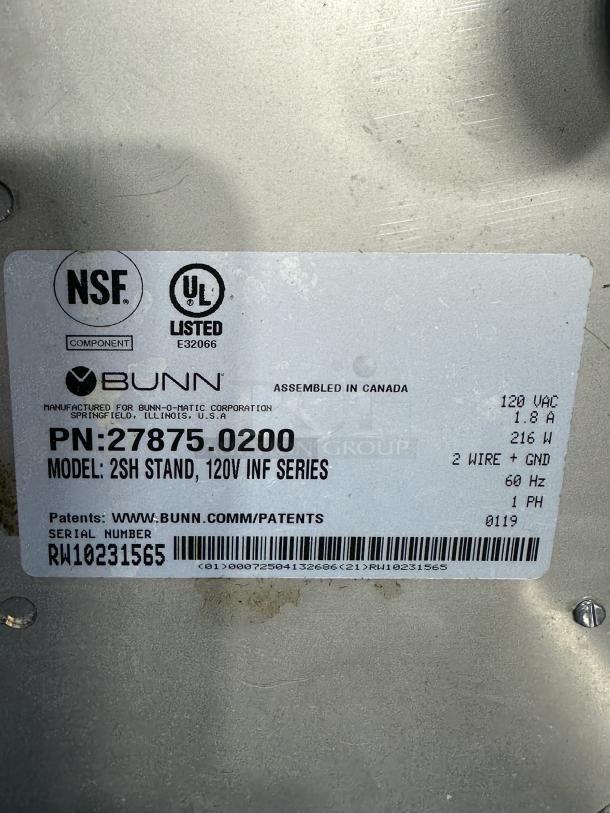 NSF®
COMPONENT
UL®
LISTED
E32066
BUNN®
ASSEMBLED IN CANADA
MANUFACTURED FOR BUNN-O-MATIC CORPORATION
SPRINGFIELD, ILLINOIS, U.S.A
PN:27875.0200
MODEL: 2SH STAND, 120V INF SERIES
120 VAC
1.8 A
216 W
2 WIRE + GND
60 Hz
1 PH
0119
Patents: WWW.BUNN.COMM/PATENTS
SERIAL NUMBER
RW10231565
(01)00072504132686(21)RW10231565
GROUP